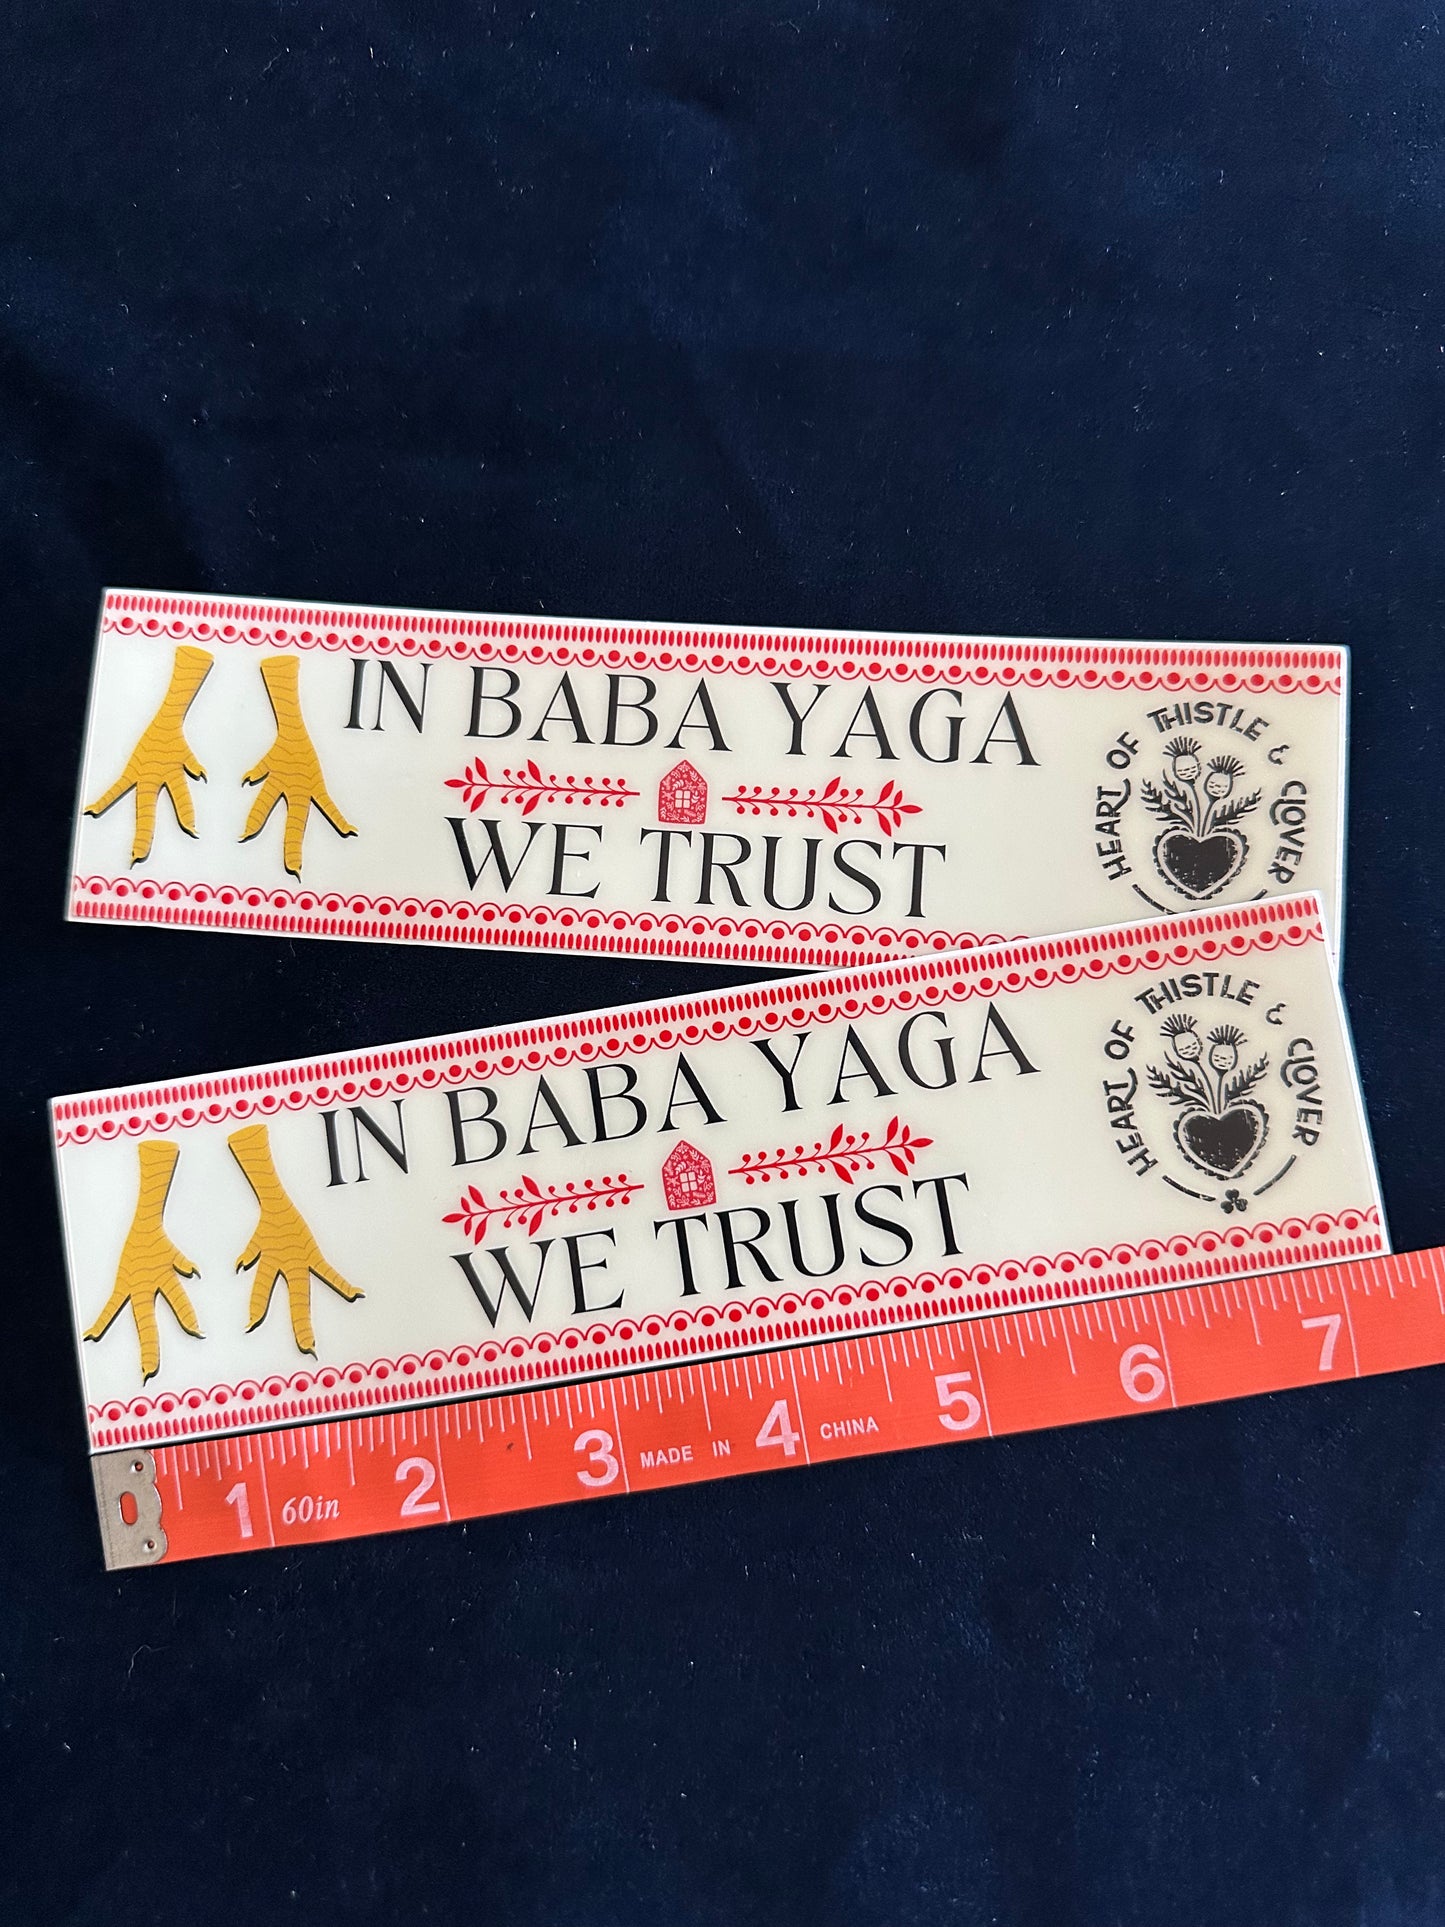 IN BABA YAGA
WE TRUST
HEART OF THISTLE & CLOVER
IN BABA YAGA
WE TRUST
HEART OF THISTLE & CLOVER
1 60in 2 3 MADE IN 4 CHINA 5 6 7